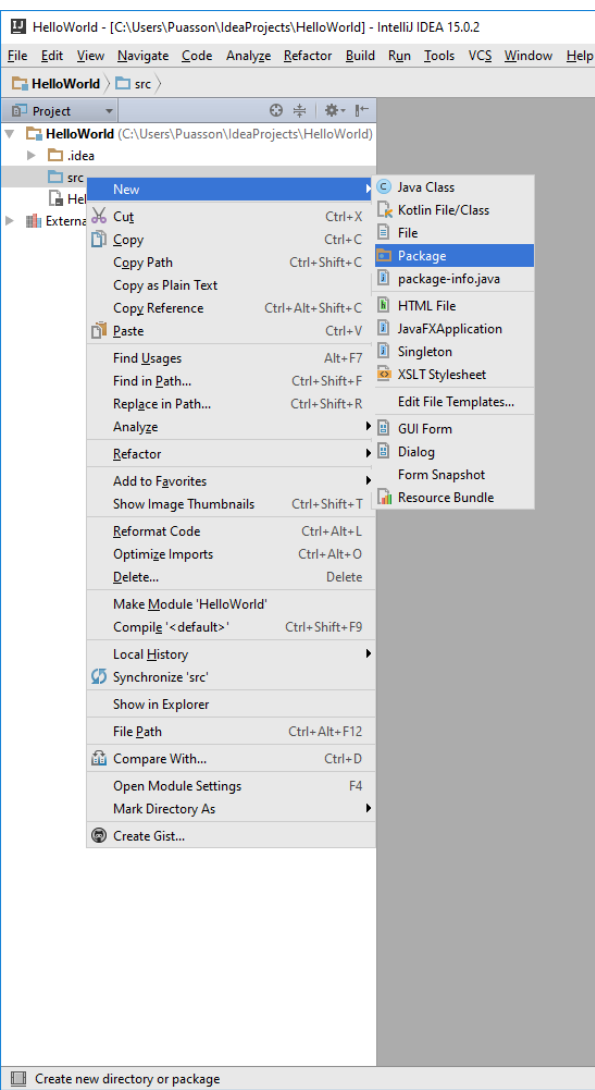 HelloWorld - [C:\Users\Puasson\IdeaProjects\HelloWorld] - IntelliJ IDEA 15.0.2
File Edit View Navigate Code Analyze Refactor Build Run Tools VCS Window Help
HelloWorld src
Project
HelloWorld (C:\Users\Puasson\IdeaProjects\HelloWorld)
.idea
src
New
Cut Ctrl+X
Copy Ctrl+C
Copy Path Ctrl+Shift+C
Copy as Plain Text
Copy Reference Ctrl+Alt+Shift+C
Paste Ctrl+V
Find Usages Alt+F7
Find in Path... Ctrl+Shift+F
Replace in Path... Ctrl+Shift+R
Analyze
Refactor
Add to Favorites
Show Image Thumbnails Ctrl+Shift+T
Reformat Code Ctrl+Alt+L
Optimize Imports Ctrl+Alt+O
Delete... Delete
Make Module 'HelloWorld'
Compile '<default>' Ctrl+Shift+F9
Local History
Synchronize 'src'
Show in Explorer
File Path Ctrl+Alt+F12
Compare With... Ctrl+D
Open Module Settings F4
Mark Directory As
Create Gist...
Java Class
Kotlin File/Class
File
Package
package-info.java
HTML File
JavaFXApplication
Singleton
XSLT Stylesheet
Edit File Templates...
GUI Form
Dialog
Form Snapshot
Resource Bundle
Create new directory or package